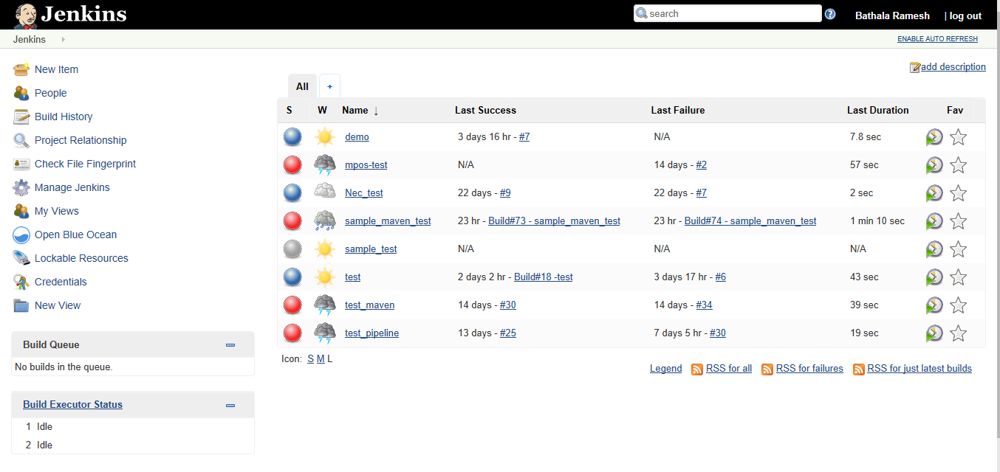 Jenkins
search
Bathala Ramesh | log out
Jenkins
ENABLE AUTO REFRESH
New Item
People
Build History
Project Relationship
Check File Fingerprint
Manage Jenkins
My Views
Open Blue Ocean
Lockable Resources
Credentials
New View
Build Queue
No builds in the queue.
Build Executor Status
1 Idle
2 Idle
add description
All +
S W Name ↓ Last Success Last Failure Last Duration Fav
demo 3 days 16 hr - #7 N/A 7.8 sec
mpos-test N/A 14 days - #2 57 sec
Nec_test 22 days - #9 22 days - #7 2 sec
sample_maven_test 23 hr - Build#73 - sample_maven_test 23 hr - Build#74 - sample_maven_test 1 min 10 sec
sample_test N/A N/A N/A
test 2 days 2 hr - Build#18 -test 3 days 17 hr - #6 43 sec
test_maven 14 days - #30 14 days - #34 39 sec
test_pipeline 13 days - #25 7 days 5 hr - #30 19 sec
Icon: S M L
Legend RSS for all RSS for failures RSS for just latest builds